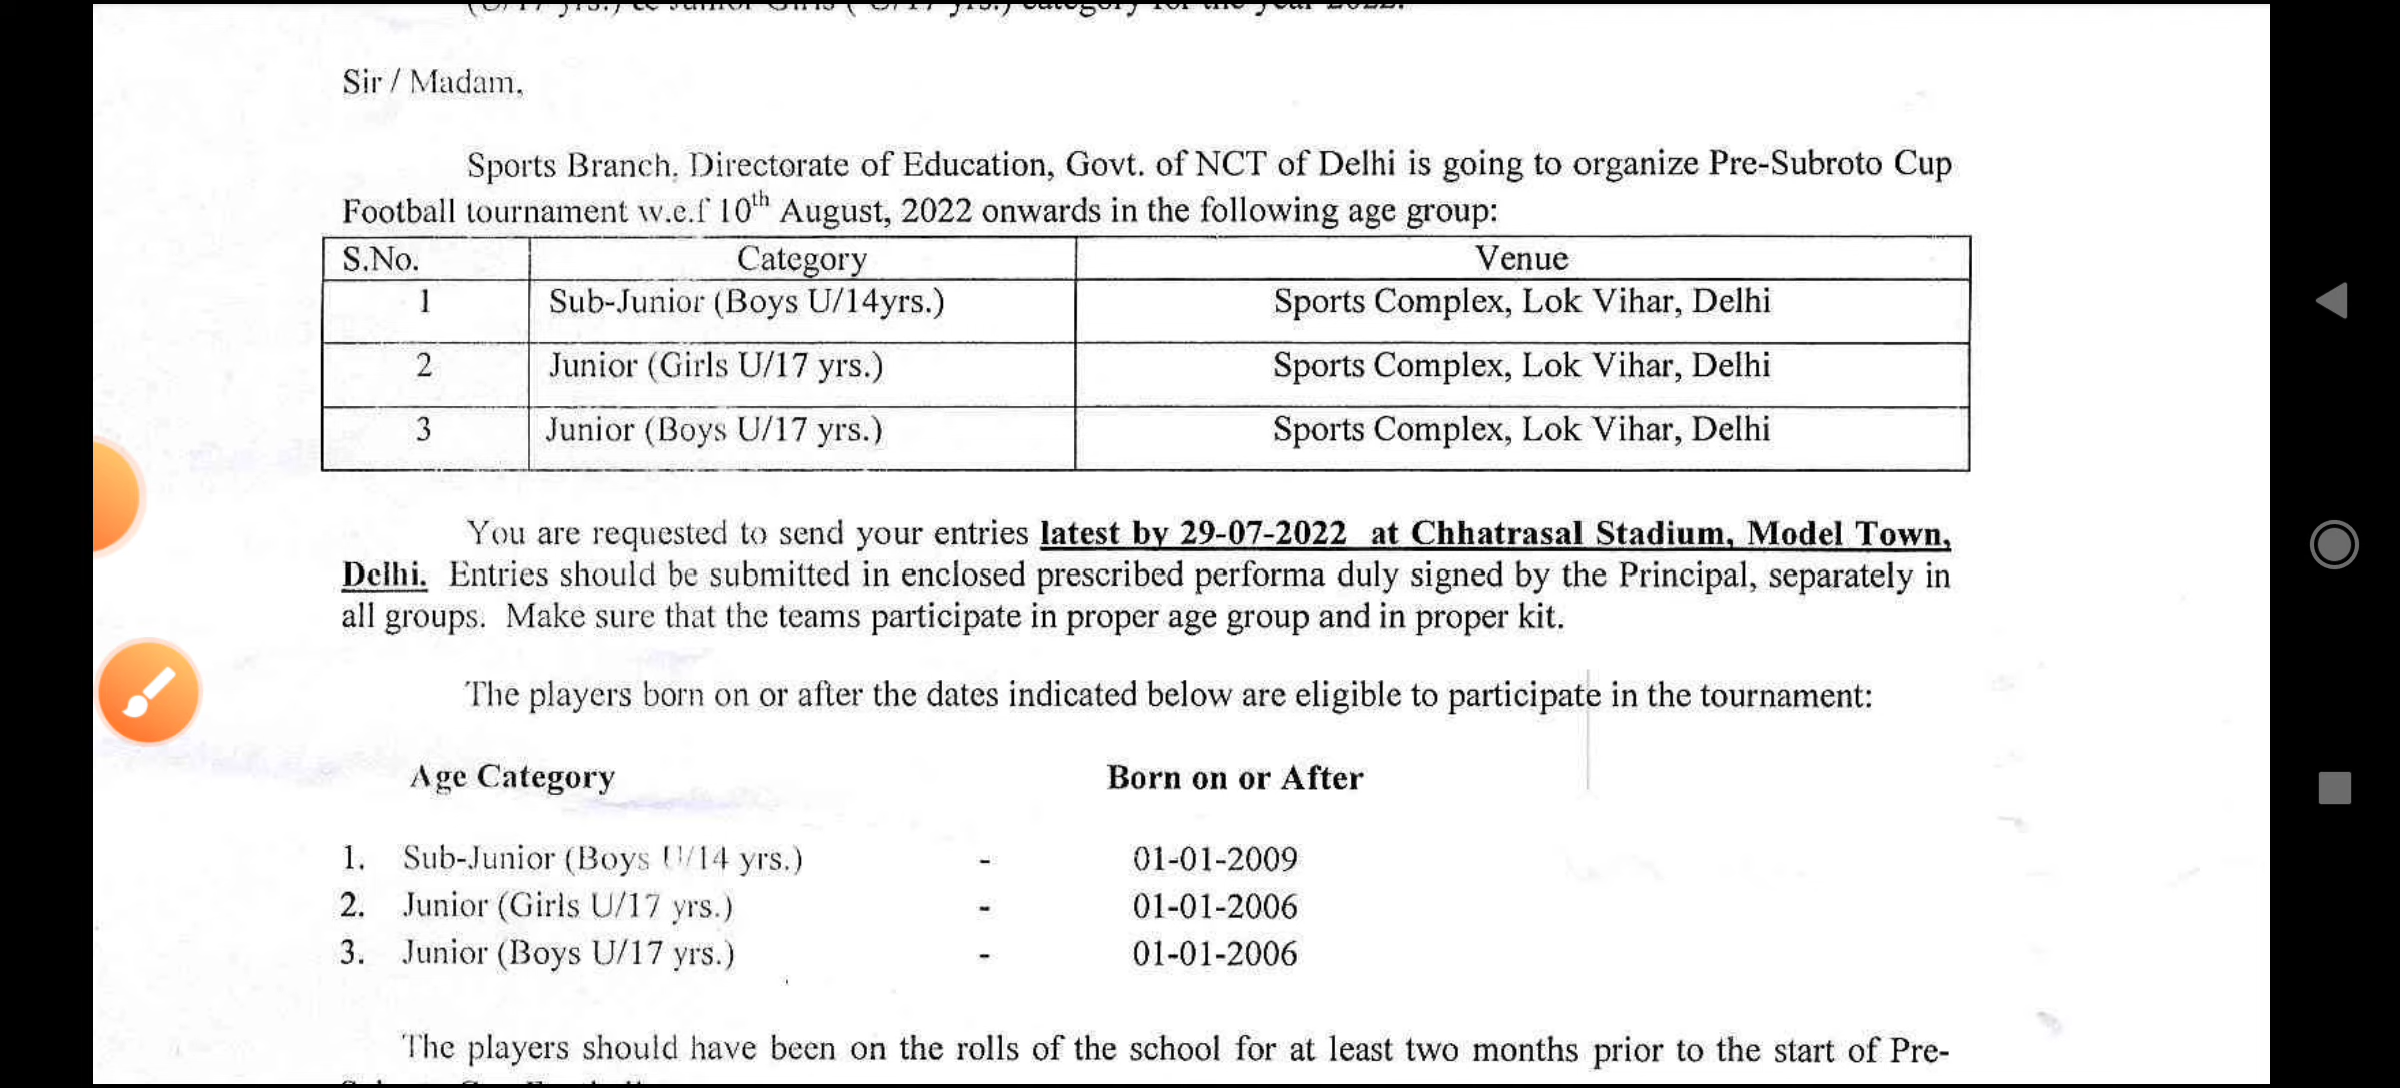 Sir / Madam,
Sports Branch, Directorate of Education, Govt. of NCT of Delhi is going to organize Pre-Subroto Cup
Football tournament w.e.f 10th August, 2022 onwards in the following age group:
S.No. Category Venue
1 Sub-Junior (Boys U/14yrs.) Sports Complex, Lok Vihar, Delhi
2 Junior (Girls U/17 yrs.) Sports Complex, Lok Vihar, Delhi
3 Junior (Boys U/17 yrs.) Sports Complex, Lok Vihar, Delhi
You are requested to send your entries latest by 29-07-2022 at Chhatrasal Stadium, Model Town,
Delhi. Entries should be submitted in enclosed prescribed performa duly signed by the Principal, separately in
all groups. Make sure that the teams participate in proper age group and in proper kit.
The players born on or after the dates indicated below are eligible to participate in the tournament:
Age Category Born on or After
1. Sub-Junior (Boys U/14 yrs.) - 01-01-2009
2. Junior (Girls U/17 yrs.) - 01-01-2006
3. Junior (Boys U/17 yrs.) - 01-01-2006
The players should have been on the rolls of the school for at least two months prior to the start of Pre-